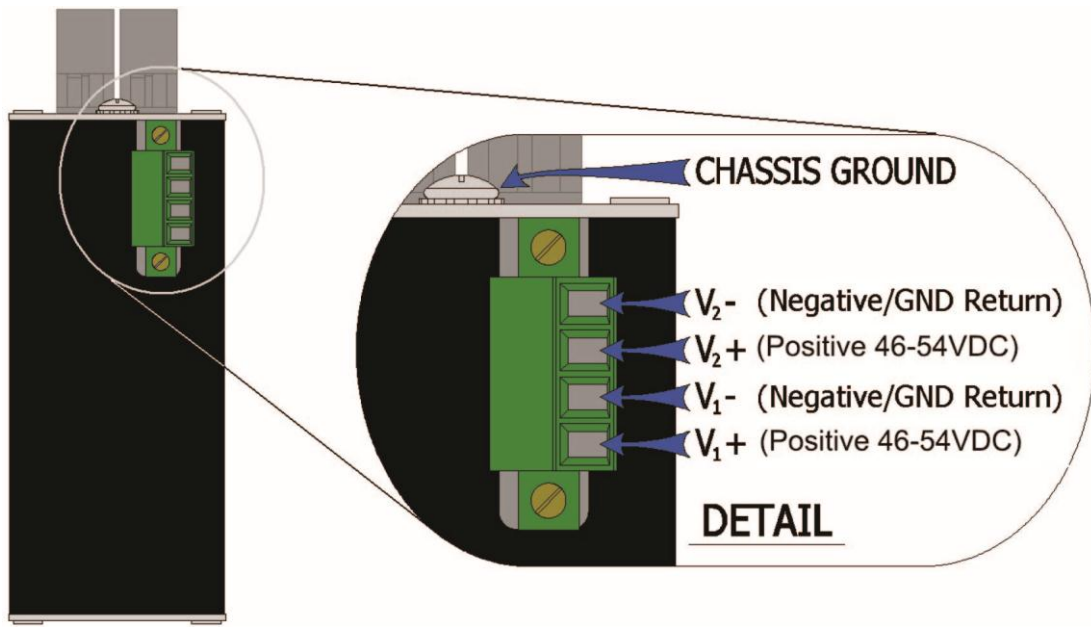 CHASSIS GROUND
V₂- (Negative/GND Return)
V₂+ (Positive 46-54VDC)
V₁- (Negative/GND Return)
V₁+ (Positive 46-54VDC)
DETAIL